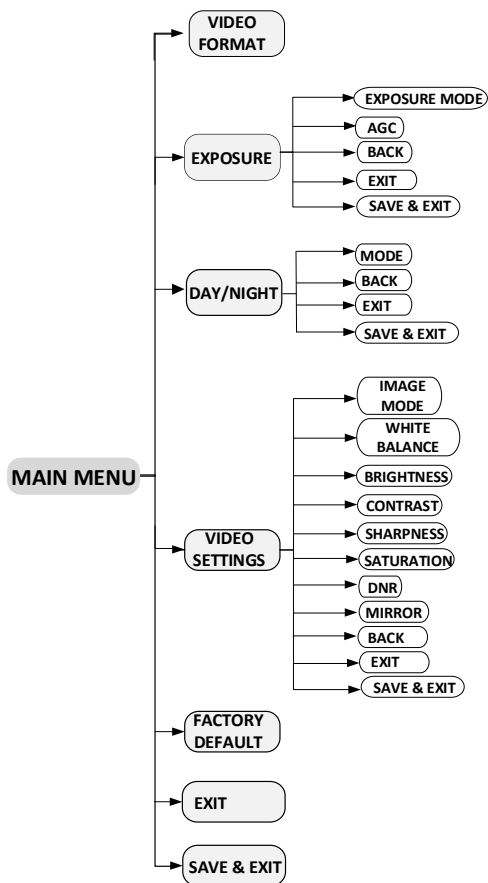 VIDEO
FORMAT
EXPOSURE MODE
AGC
BACK
EXIT
SAVE & EXIT
EXPOSURE
MODE
BACK
EXIT
SAVE & EXIT
DAY/NIGHT
IMAGE
MODE
WHITE
BALANCE
BRIGHTNESS
CONTRAST
SHARPNESS
SATURATION
DNR
MIRROR
BACK
EXIT
SAVE & EXIT
MAIN MENU
VIDEO
SETTINGS
FACTORY
DEFAULT
EXIT
SAVE & EXIT